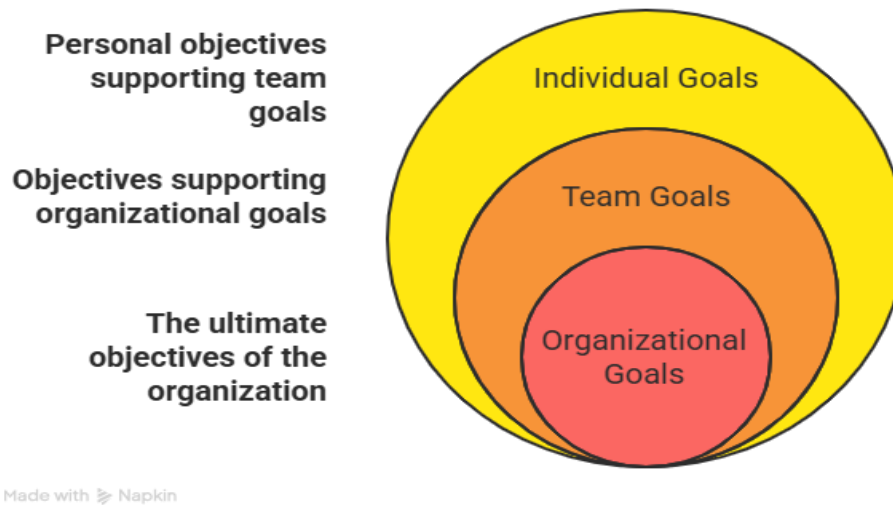 Personal objectives
supporting team
goals
Individual Goals
Objectives supporting
organizational goals
Team Goals
The ultimate
objectives of the
organization
Organizational
Goals
Made with Napkin